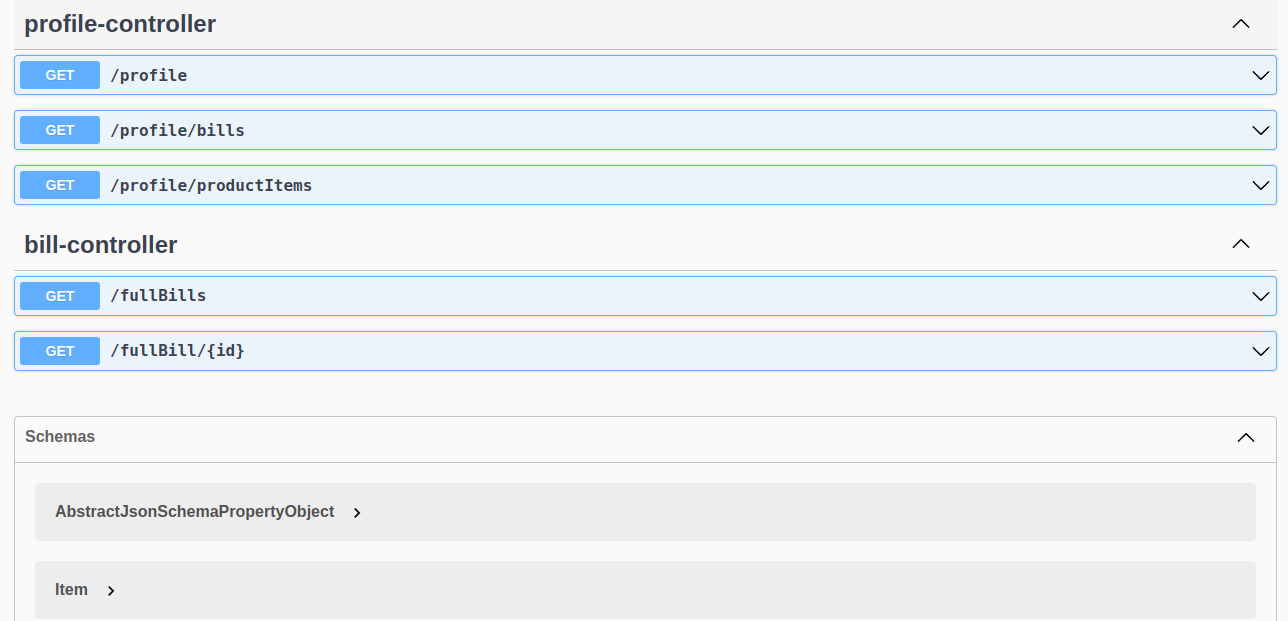 profile-controller
GET /profile
GET /profile/bills
GET /profile/productItems
bill-controller
GET /fullBills
GET /fullBill/{id}
Schemas
AbstractJsonSchemaPropertyObject
Item